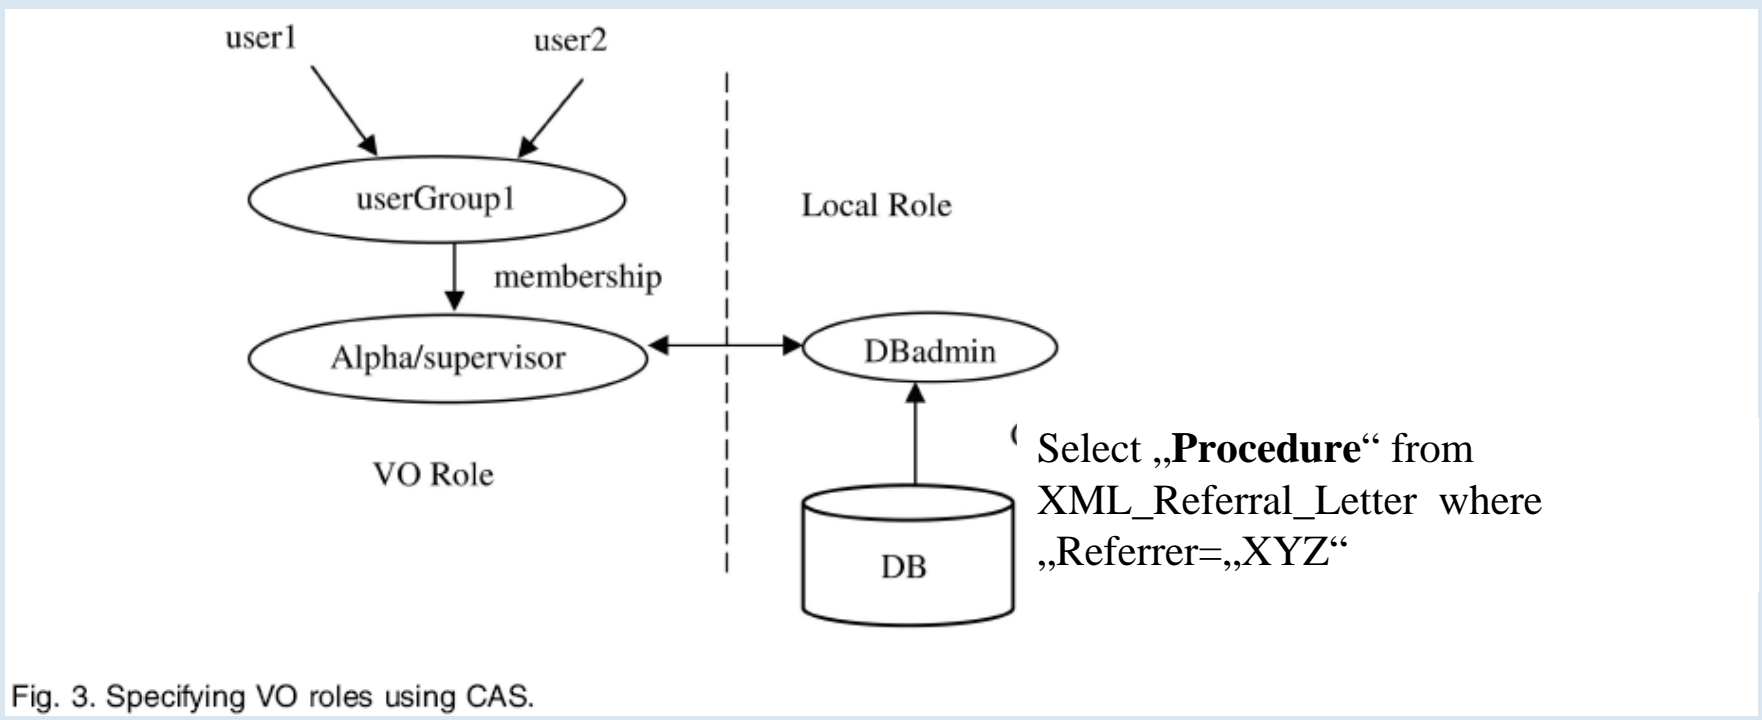 user1
user2
userGroup1
Local Role
membership
Alpha/supervisor
DBadmin
VO Role
Select „Procedure“ from
XML_Referral_Letter where
„Referrer=„XYZ“
DB
Fig. 3. Specifying VO roles using CAS.